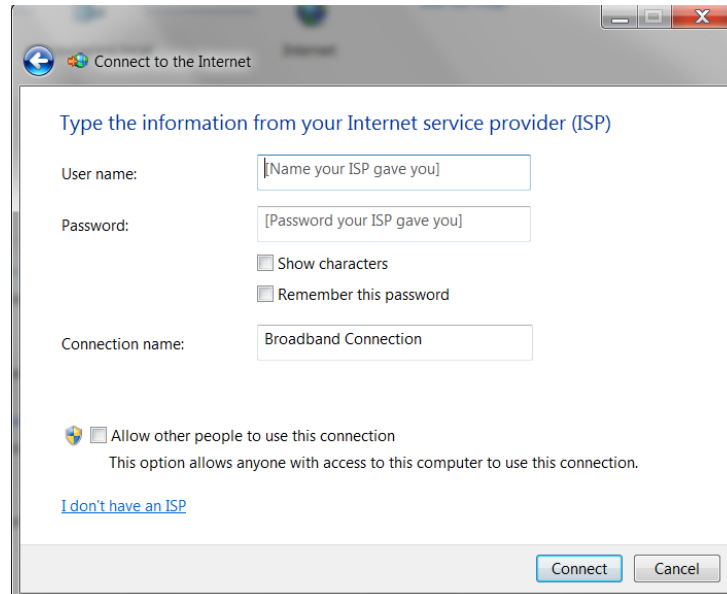 Internet
Connect to the Internet
Type the information from your Internet service provider (ISP)
User name:
[Name your ISP gave you]
Password:
[Password your ISP gave you]
Show characters
Remember this password
Connection name:
Broadband Connection
Allow other people to use this connection
This option allows anyone with access to this computer to use this connection.
I don't have an ISP
Connect
Cancel